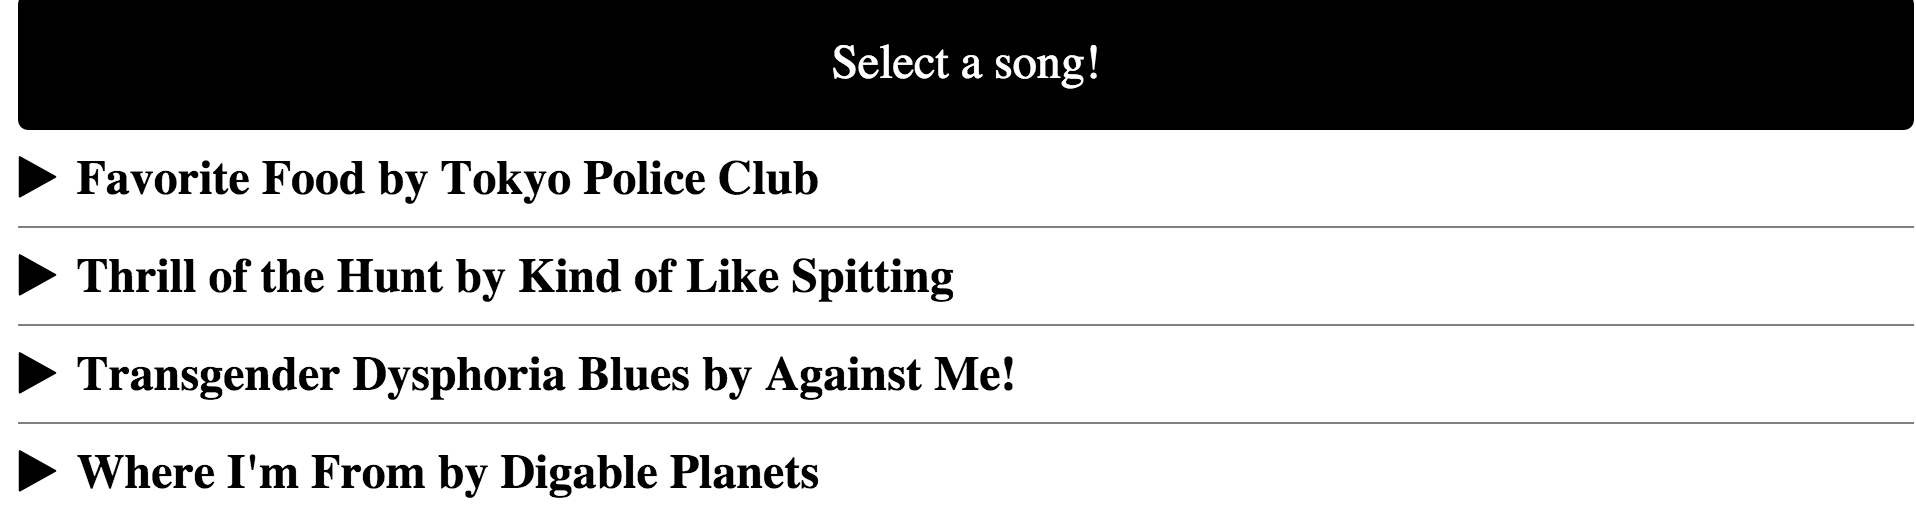 Select a song!
Favorite Food by Tokyo Police Club
Thrill of the Hunt by Kind of Like Spitting
Transgender Dysphoria Blues by Against Me!
Where I'm From by Digable Planets